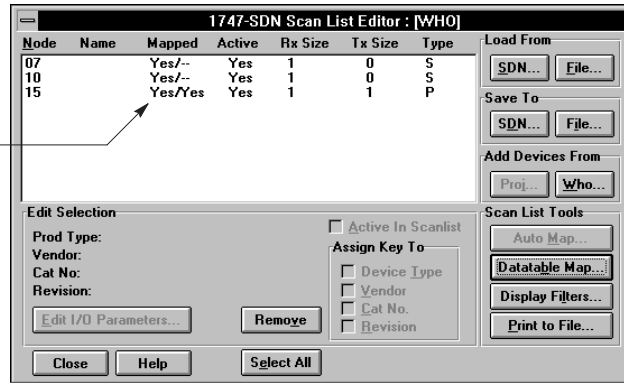 1747-SDN Scan List Editor : [WHO]
Node Name Mapped Active Rx Size Tx Size Type
07 Yes/-- Yes 1 0 S
10 Yes/-- Yes 1 0 S
15 Yes/Yes Yes 1 1 P
Load From
SDN... File...
Save To
SDN... File...
Add Devices From
Proj... Who...
Edit Selection
Prod Type:
Vendor:
Cat No:
Revision:
Edit I/O Parameters...
Remove
Active In Scanlist
Assign Key To
Device Type
Vendor
Cat No.
Revision
Scan List Tools
Auto Map...
Datatable Map...
Display Filters...
Print to File...
Close Help Select All